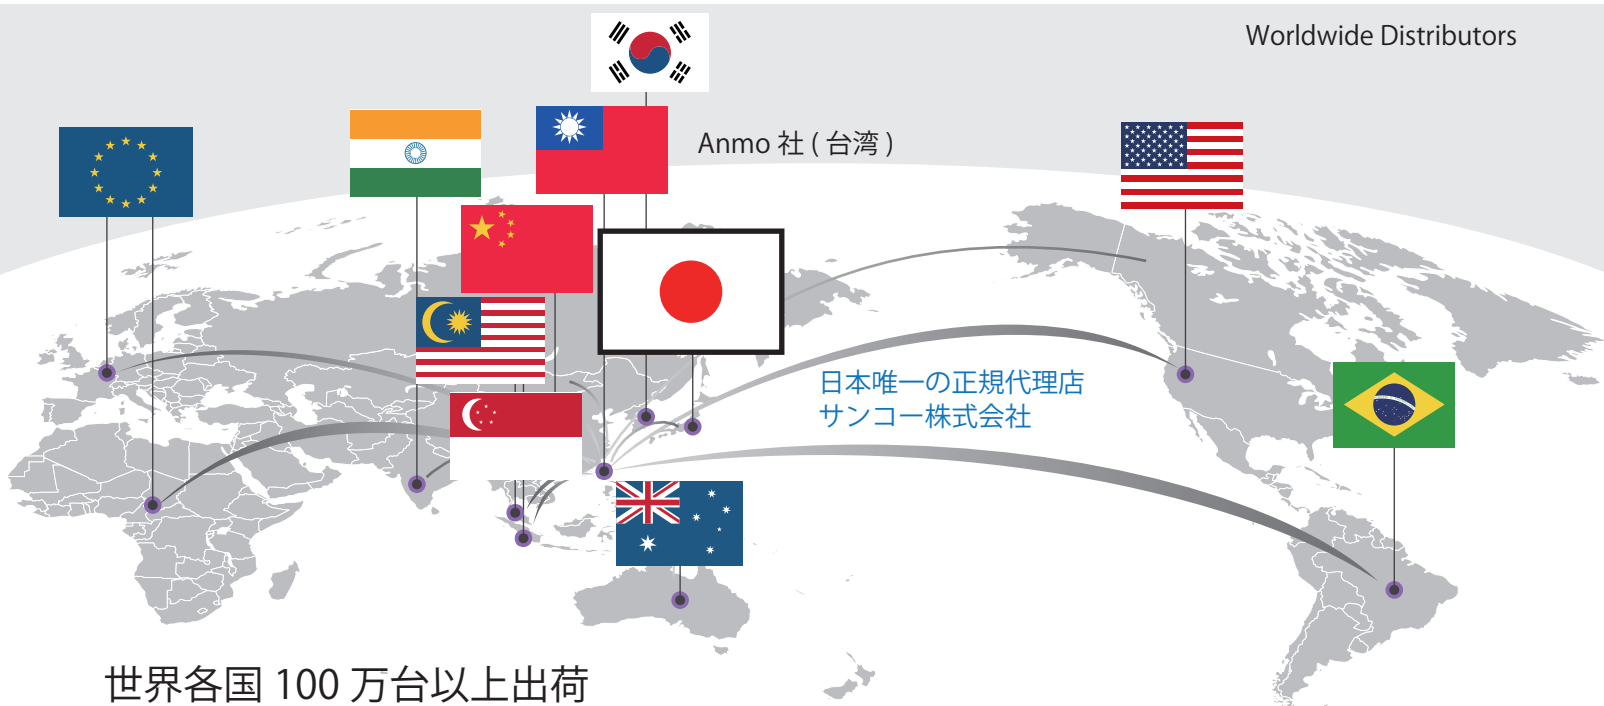 Worldwide Distributors
Anmo 社 ( 台湾 )
日本唯一の正規代理店
サンコー株式会社
世界各国 100 万台以上出荷